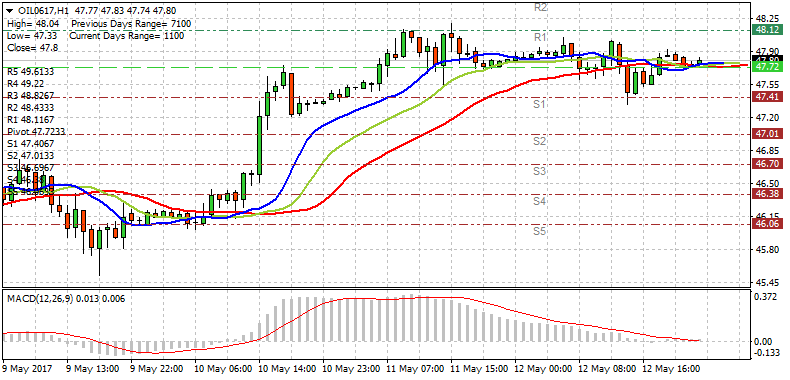 OIL0617,H1 47.77 47.83 47.74 47.80
High= 48.04 Previous Days Range= 7100
Low= 47.33 Current Days Range= 1100
Close= 47.8
R5 49.6133
R4 49.22
R3 48.8267
R2 48.4333
R1 48.1167
Pivot 47.7233
S1 47.4067
S2 47.0133
S3 46.6967
R2
R1
S1
S2
S3
S4
S5
48.25
48.12
47.90
47.80
47.72
47.55
47.41
47.20
47.01
46.85
46.70
46.50
46.38
46.15
46.06
45.80
45.45
MACD(12,26,9) 0.013 0.006
0.372
0.00
-0.133
9 May 2017
9 May 13:00
9 May 22:00
10 May 06:00
10 May 14:00
10 May 23:00
11 May 07:00
11 May 15:00
12 May 00:00
12 May 08:00
12 May 16:00